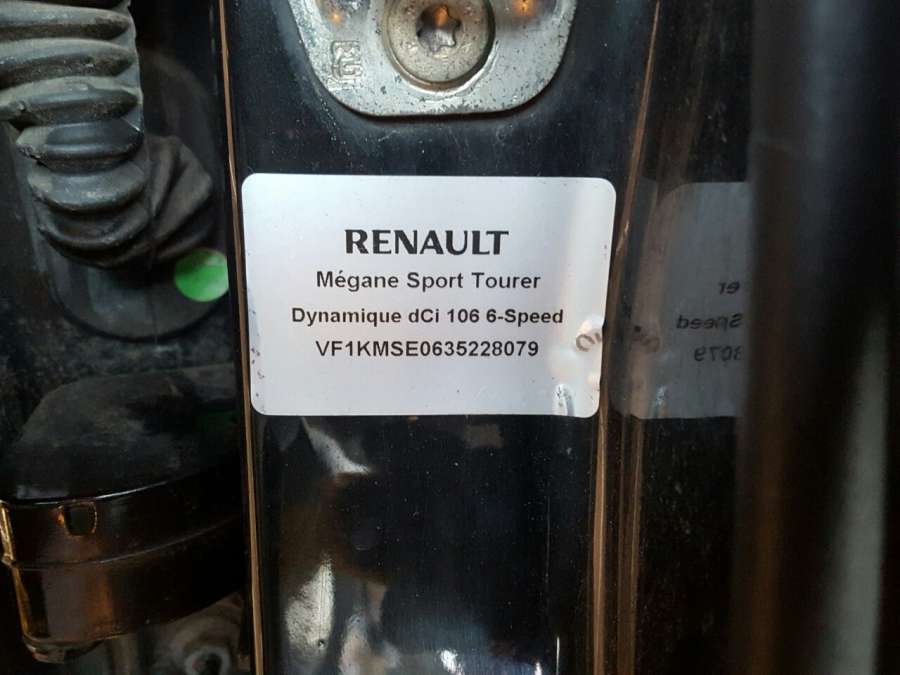 RENAULT
Mégane Sport Tourer
Dynamique dCi 106 6-Speed
VF1KMSE0635228079